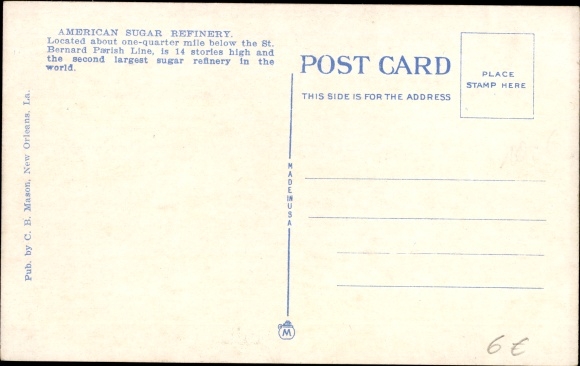 AMERICAN SUGAR REFINERY.
Located about one-quarter mile below the St.
Bernard Parish Line, is 14 stories high and
the second largest sugar refinery in the
world.
Pub. by C. B. Mason, New Orleans, La.
POST CARD
THIS SIDE IS FOR THE ADDRESS
PLACE
STAMP HERE
MADE IN USA
M
6 €